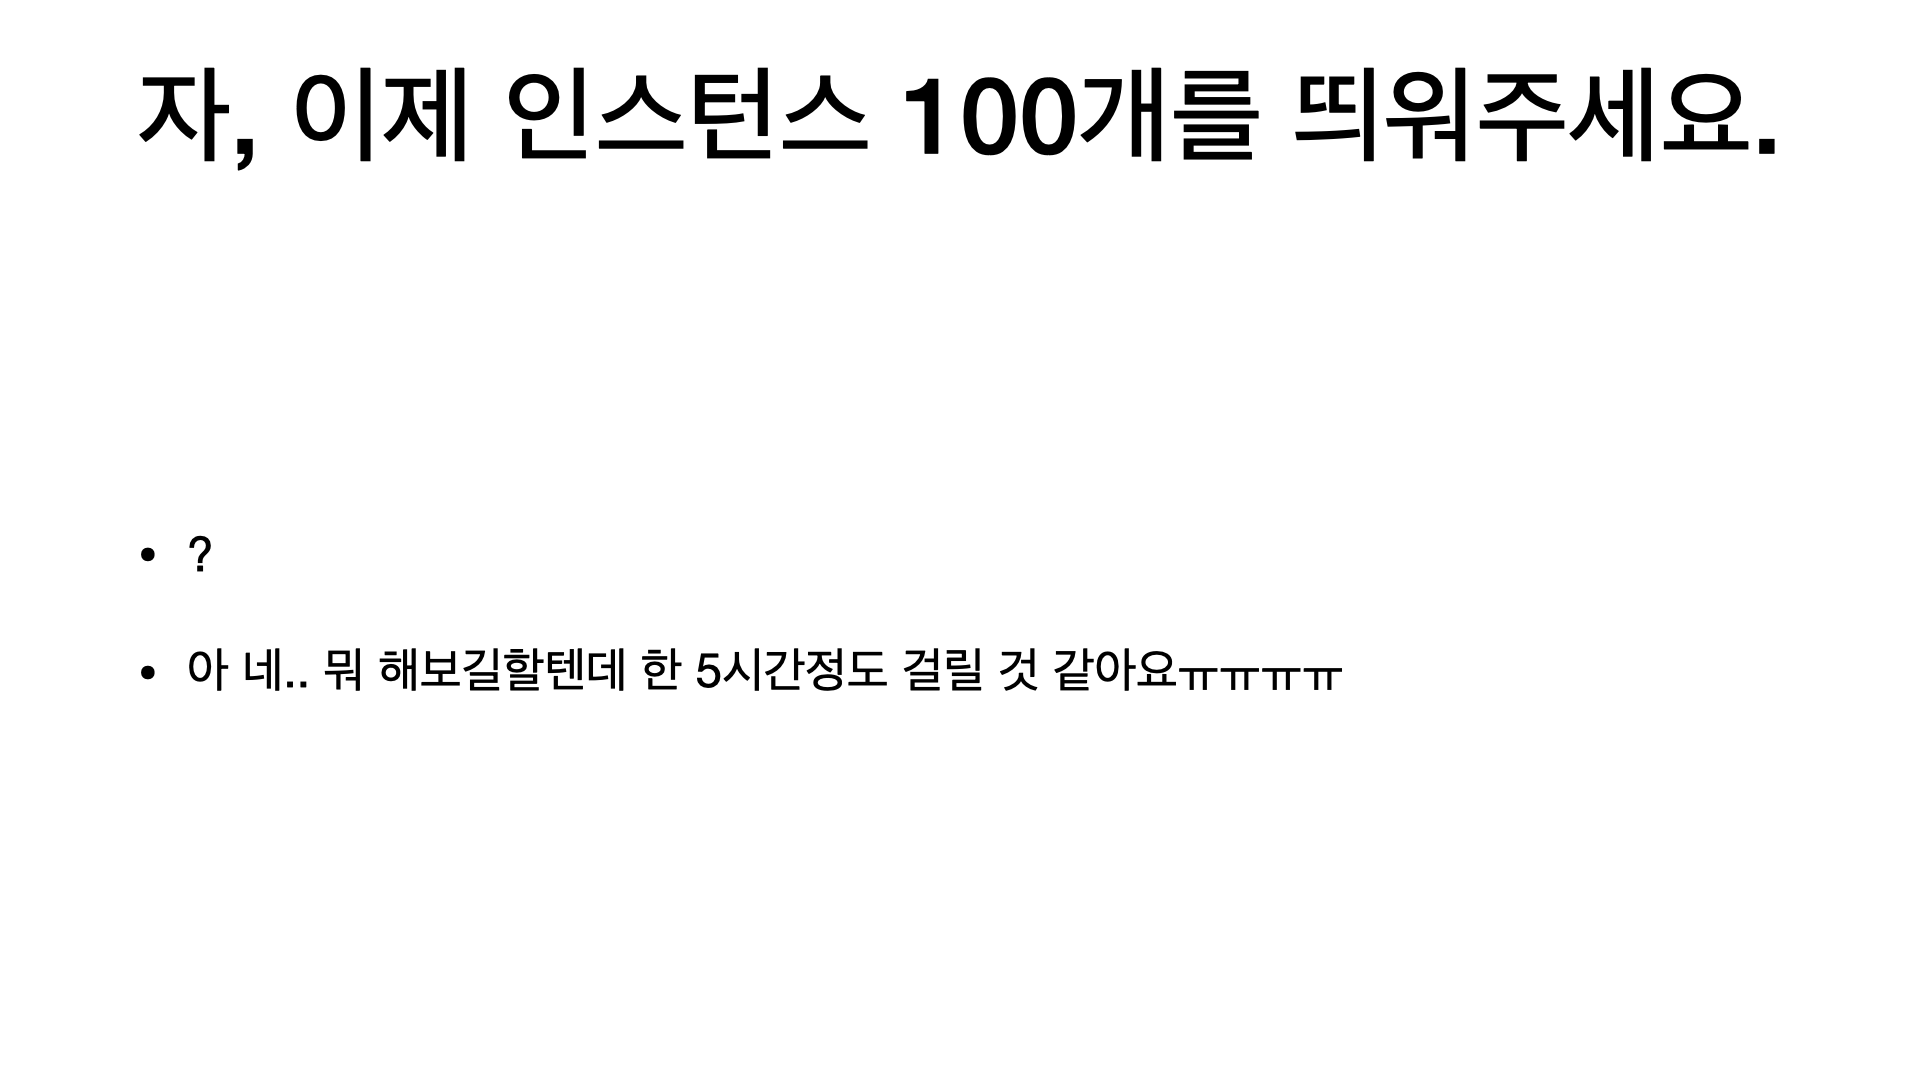 자, 이제 인스턴스 100개를 띄워주세요.
• ?
• 아 네.. 뭐 해보길할텐데 한 5시간정도 걸릴 것 같아요ㅠㅠㅠㅠ